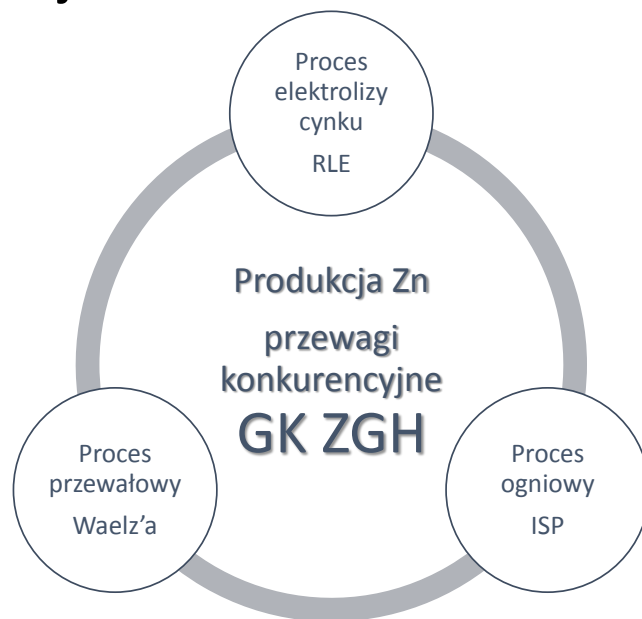 Proces
elektrolizy
cynku
RLE
Produkcja Zn
przewagi
konkurencyjne
GK ZGH
Proces
przewałowy
Waelz’a
Proces
ogniowy
ISP